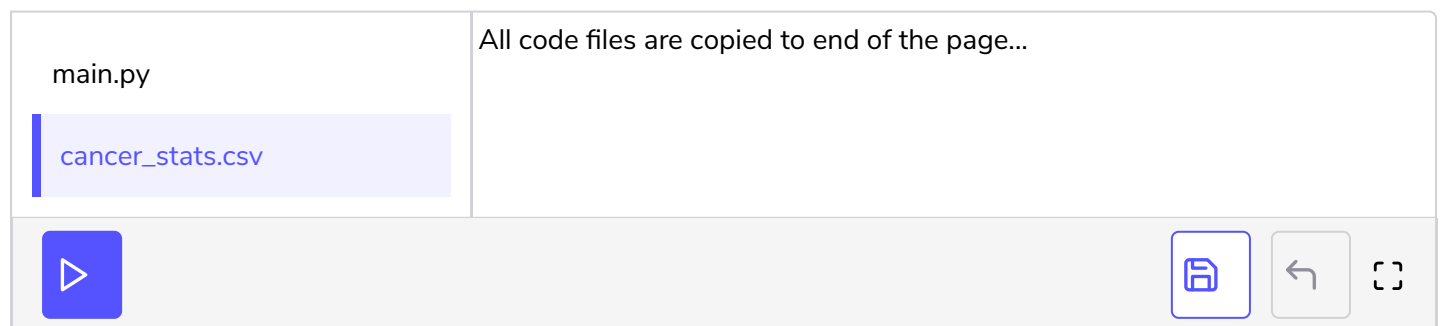 main.py
cancer_stats.csv
All code files are copied to end of the page...